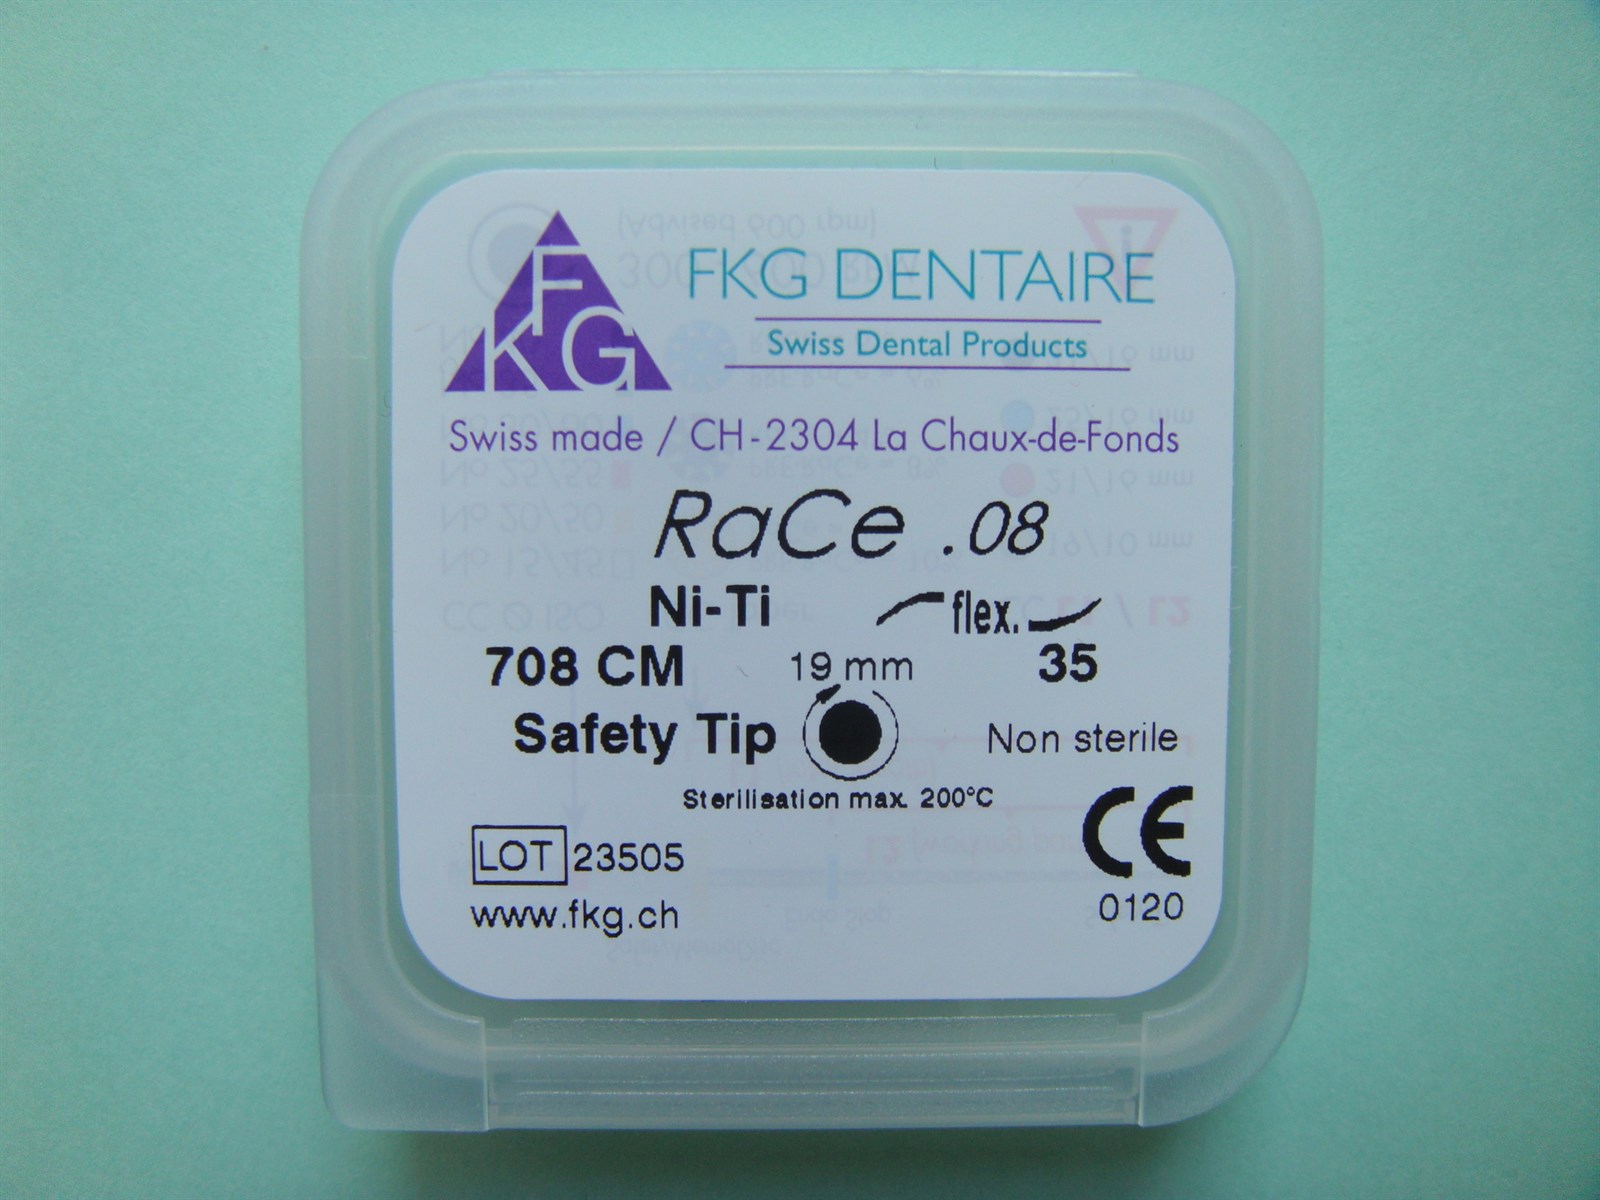 FKG
FKG DENTAIRE
Swiss Dental Products
Swiss made / CH-2304 La Chaux-de-Fonds
RaCe .08
Ni-Ti flex.
708 CM 19 mm 35
Safety Tip Non sterile
Sterilisation max. 200°C
LOT 23505
www.fkg.ch
CE
0120